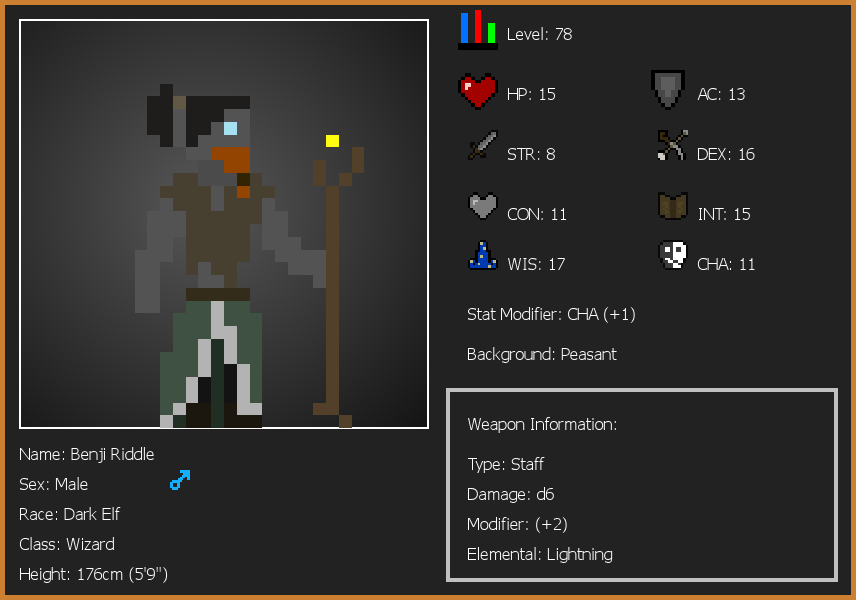 Level: 78
HP: 15
AC: 13
STR: 8
DEX: 16
CON: 11
INT: 15
WIS: 17
CHA: 11
Stat Modifier: CHA (+1)
Background: Peasant
Weapon Information:
Type: Staff
Damage: d6
Modifier: (+2)
Elemental: Lightning
Name: Benji Riddle
Sex: Male
Race: Dark Elf
Class: Wizard
Height: 176cm (5'9")